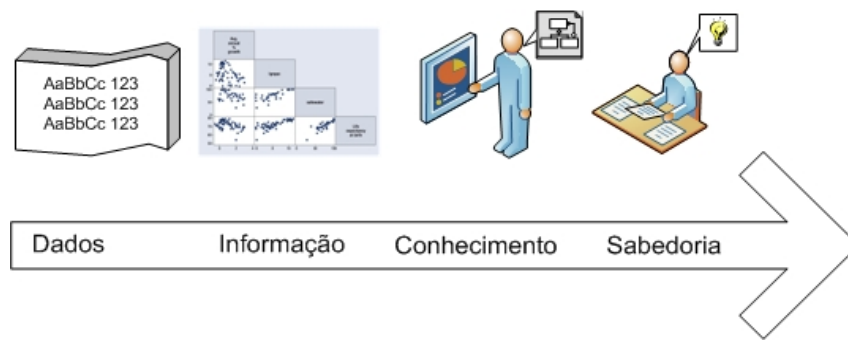 AaBbCc 123
AaBbCc 123
AaBbCc 123
Dados
Informação
Conhecimento
Sabedoria